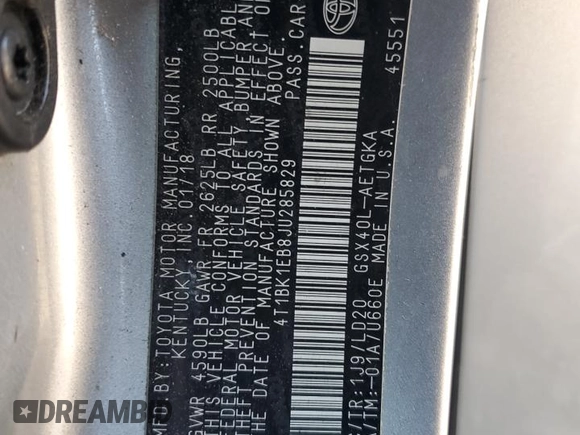 MFD BY:TOYOTA MOTOR MANUFACTURING,
KENTUCKY, INC. 01/18
GVWR 4590LB GAWR FR 2625LB RR 2500LB
THIS VEHICLE CONFORMS TO ALL APPLICABL
FEDERAL MOTOR VEHICLE SAFETY, BUMPER, AND
THEFT PREVENTION STANDARDS IN EFFECT O
THE DATE OF MANUFACTURE SHOWN ABOVE.
4T1BK1EB8JU285829 PASS.CAR
/TR:1J9/LD20 GSX40L-AETGKA
A/TM:-01A/U660E MADE IN U.S.A.
45551
DREAMBID